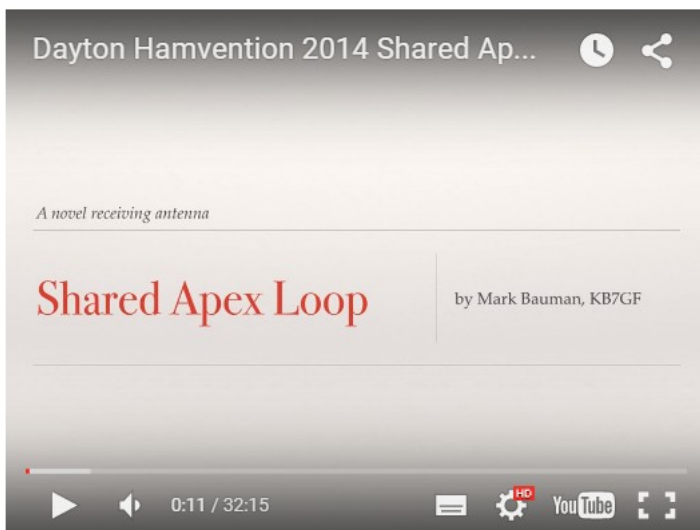 Dayton Hamvention 2014 Shared Ap...
A novel receiving antenna
Shared Apex Loop
by Mark Bauman, KB7GF
0:11 / 32:15
HD
YouTube